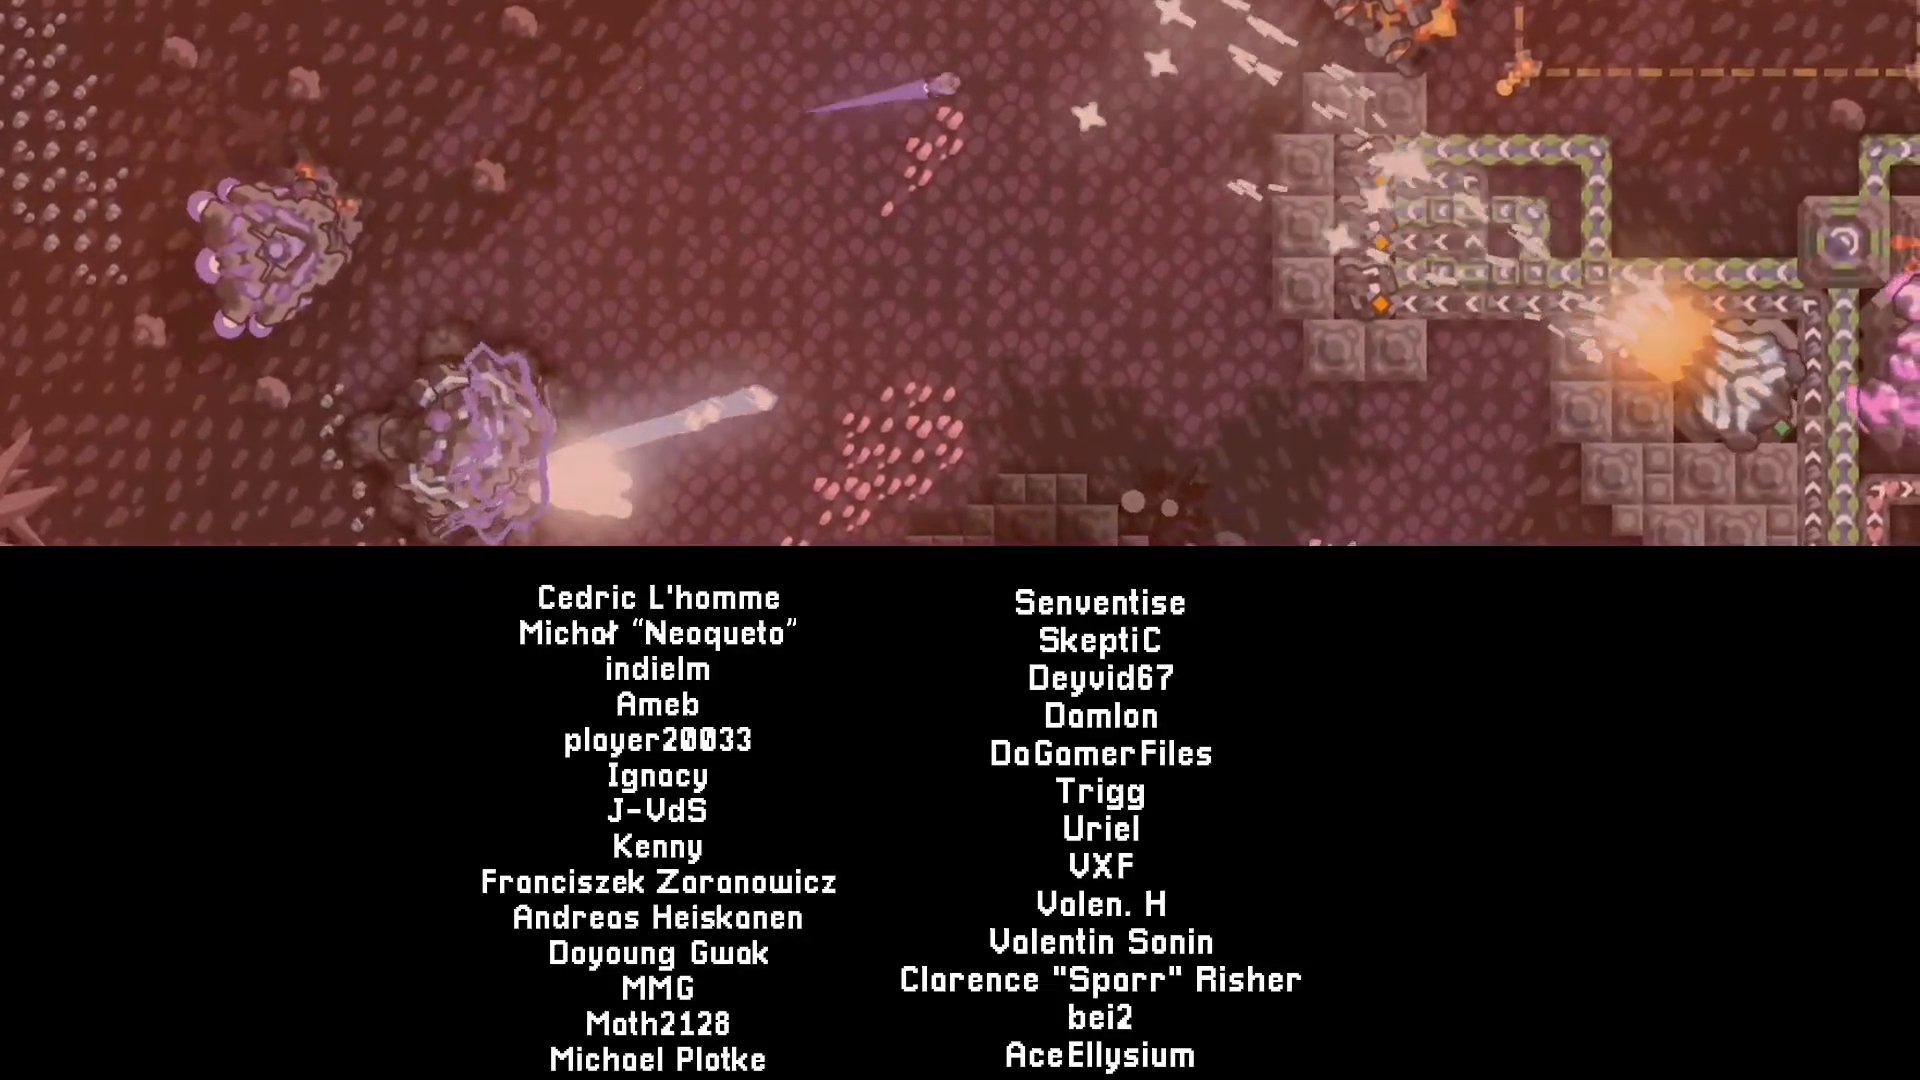 Cedric L'homme
Michał “Neoqueto”
indielm
Ameb
player20033
Ignacy
J-VdS
Kenny
Franciszek Zaranowicz
Andreas Heiskanen
Doyoung Gwak
MMG
Math2128
Michael Plotke
Senventise
SkeptiC
Deyvid67
Damlon
DaGamerFiles
Trigg
Uriel
VXF
Valen. H
Valentin Sonin
Clarence "Sparr" Risher
bei2
AceEllysium